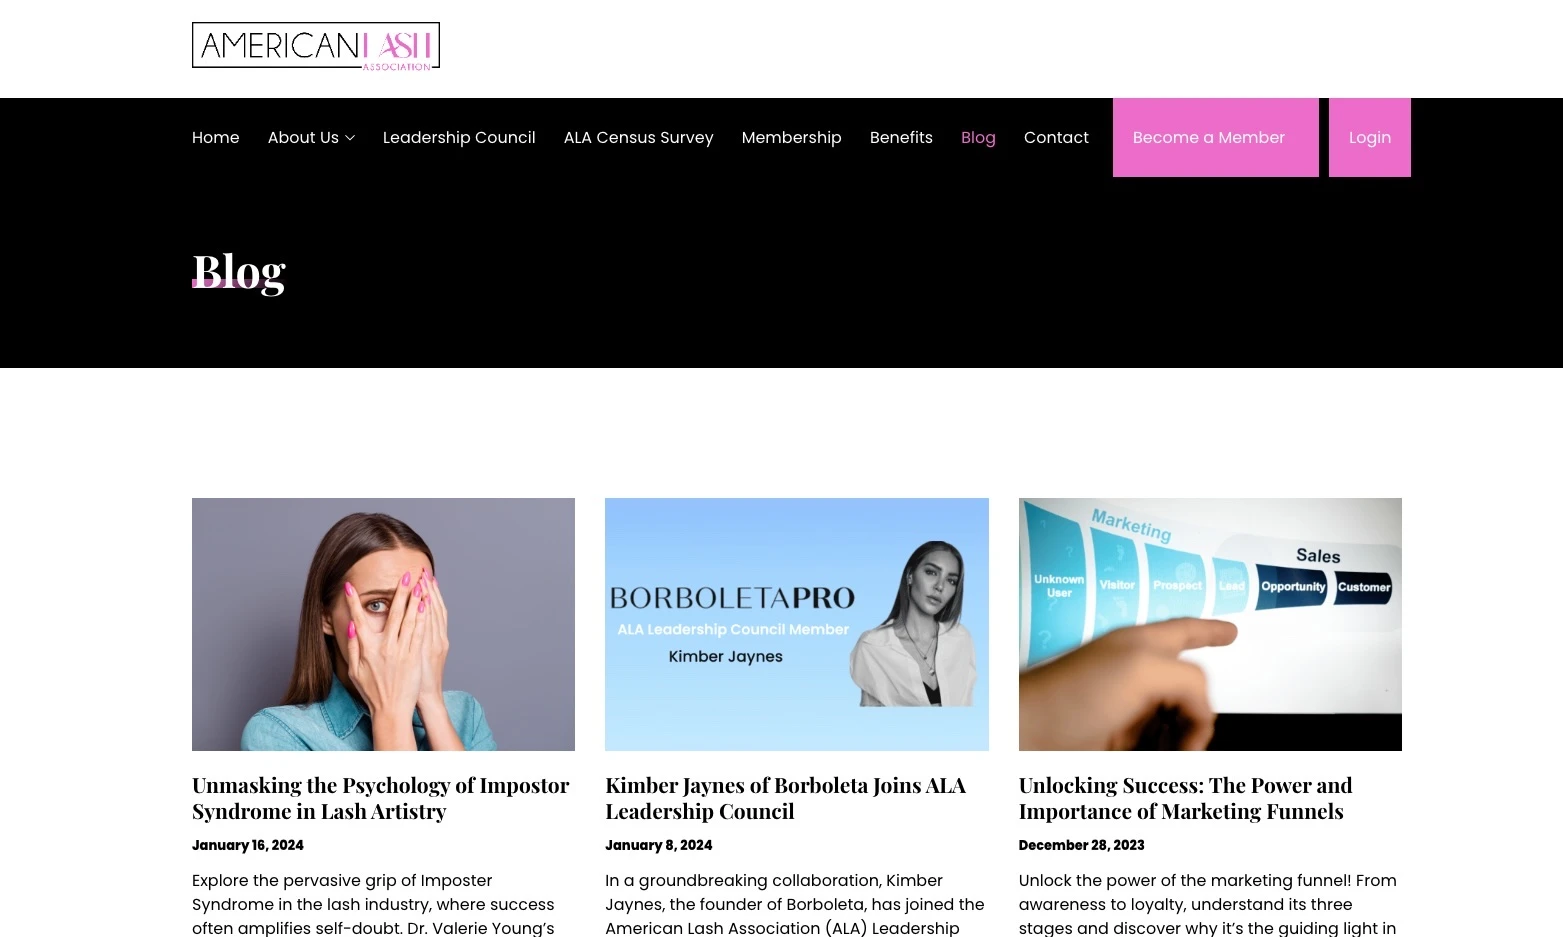 AMERICAN LASH
ASSOCIATION
Home About Us Leadership Council ALA Census Survey Membership Benefits Blog Contact Become a Member Login
Blog
BORBOLETAPRO
ALA Leadership Council Member
Kimber Jaynes
Marketing
Sales
Unknown User
Visitor
Prospect
Lead
Opportunity
Customer
Unmasking the Psychology of Impostor
Syndrome in Lash Artistry
January 16, 2024
Explore the pervasive grip of Imposter
Syndrome in the lash industry, where success
often amplifies self-doubt. Dr. Valerie Young’s
Kimber Jaynes of Borboleta Joins ALA
Leadership Council
January 8, 2024
In a groundbreaking collaboration, Kimber
Jaynes, the founder of Borboleta, has joined the
American Lash Association (ALA) Leadership
Unlocking Success: The Power and
Importance of Marketing Funnels
December 28, 2023
Unlock the power of the marketing funnel! From
awareness to loyalty, understand its three
stages and discover why it’s the guiding light in